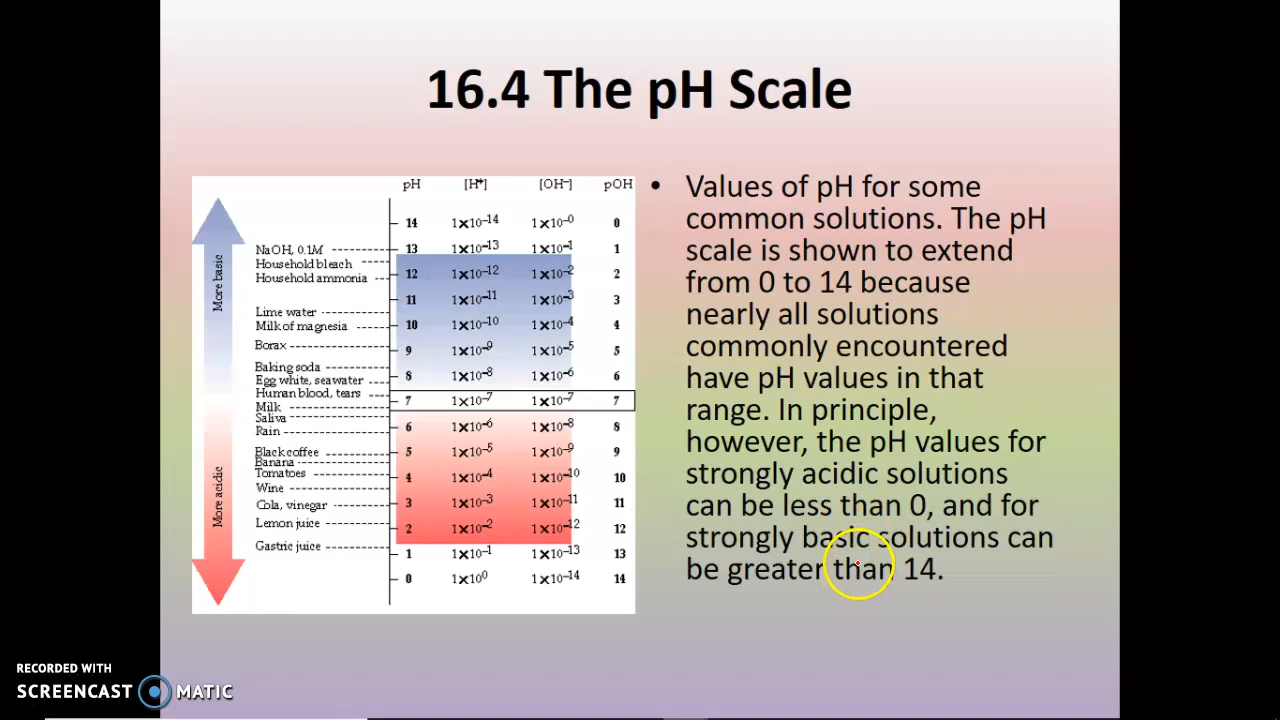 16.4 The pH Scale
pH [H+] [OH−] pOH
14 1×10−14 1×10−0 0
NaOH, 0.1M 13 1×10−13 1×10−1 1
Household bleach
Household ammonia 12 1×10−12 1×10−2 2
11 1×10−11 1×10−3 3
Lime water
Milk of magnesia 10 1×10−10 1×10−4 4
Borax 9 1×10−9 1×10−5 5
Baking soda
Egg white, seawater 8 1×10−8 1×10−6 6
Human blood, tears
Milk 7 1×10−7 1×10−7 7
Saliva
Rain 6 1×10−6 1×10−8 8
Black coffee 5 1×10−5 1×10−9 9
Banana
Tomatoes 4 1×10−4 1×10−10 10
Wine
Cola, vinegar 3 1×10−3 1×10−11 11
Lemon juice 2 1×10−2 1×10−12 12
Gastric juice 1 1×10−1 1×10−13 13
0 1×100 1×10−14 14
More basic
More acidic
• Values of pH for some
common solutions. The pH
scale is shown to extend
from 0 to 14 because
nearly all solutions
commonly encountered
have pH values in that
range. In principle,
however, the pH values for
strongly acidic solutions
can be less than 0, and for
strongly basic solutions can
be greater than 14.
RECORDED WITH
SCREENCAST MATIC